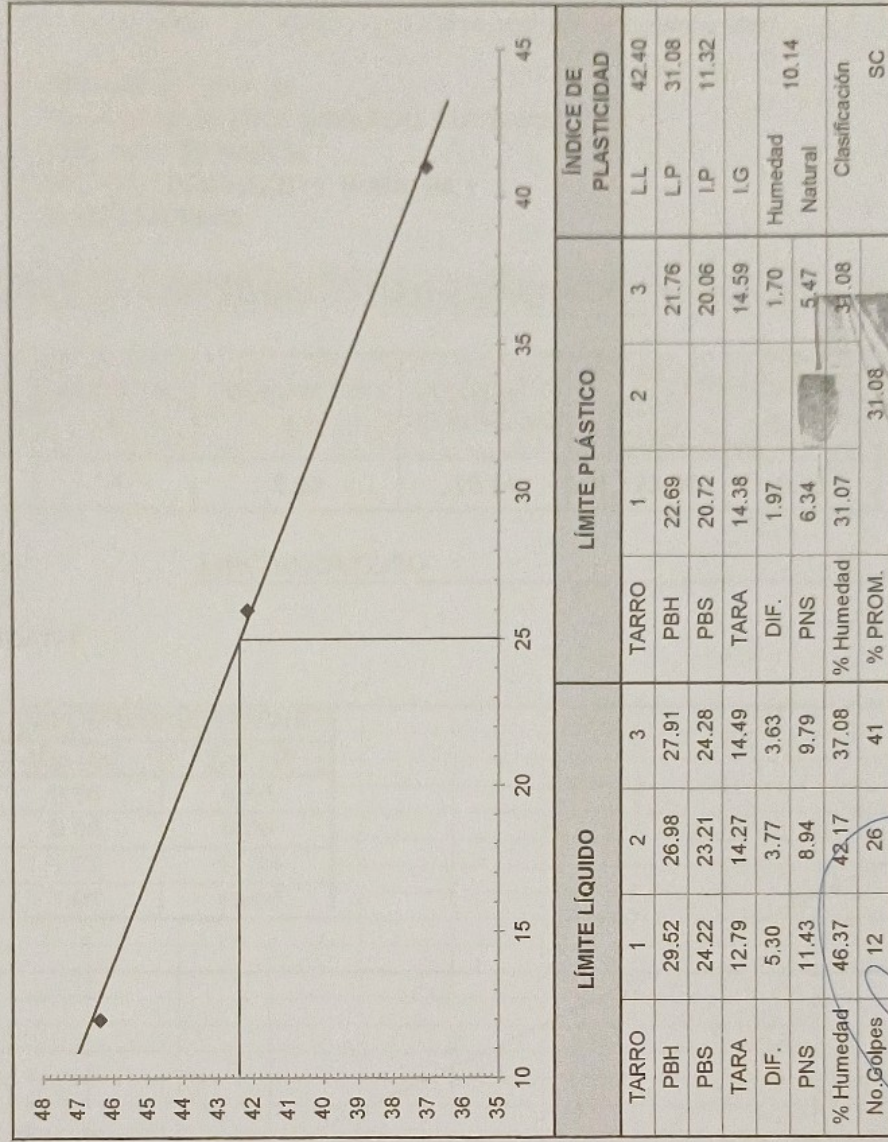 48
47
46
45
44
43
42
41
40
39
38
37
36
35
10 15 20 25 30 35 40 45
LÍMITE LÍQUIDO LÍMITE PLÁSTICO ÍNDICE DE PLASTICIDAD
TARRO 1 2 3 TARRO 1 2 3 L.L 42.40
PBH 29.52 26.98 27.91 PBH 22.69 21.76 L.P 31.08
PBS 24.22 23.21 24.28 PBS 20.72 20.06 I.P 11.32
TARA 12.79 14.27 14.49 TARA 14.38 14.59 I.G
DIF. 5.30 3.77 3.63 DIF. 1.97 1.70 Humedad
PNS 11.43 8.94 9.79 PNS 6.34 5.47 Natural 10.14
% Humedad 46.37 42.17 37.08 % Humedad 31.07 31.08 Clasificación
No. Golpes 12 26 41 % PROM. 31.08 SC